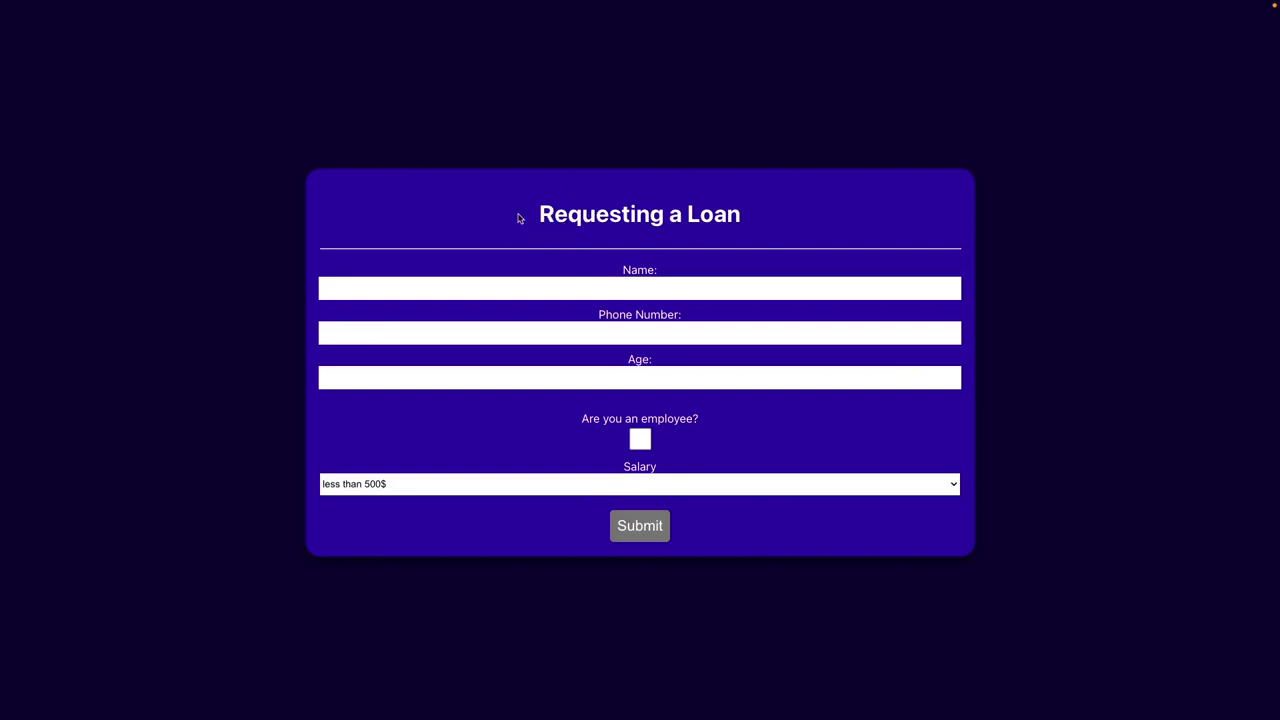 Requesting a Loan
Name:
Phone Number:
Age:
Are you an employee?
Salary
less than 500$
Submit